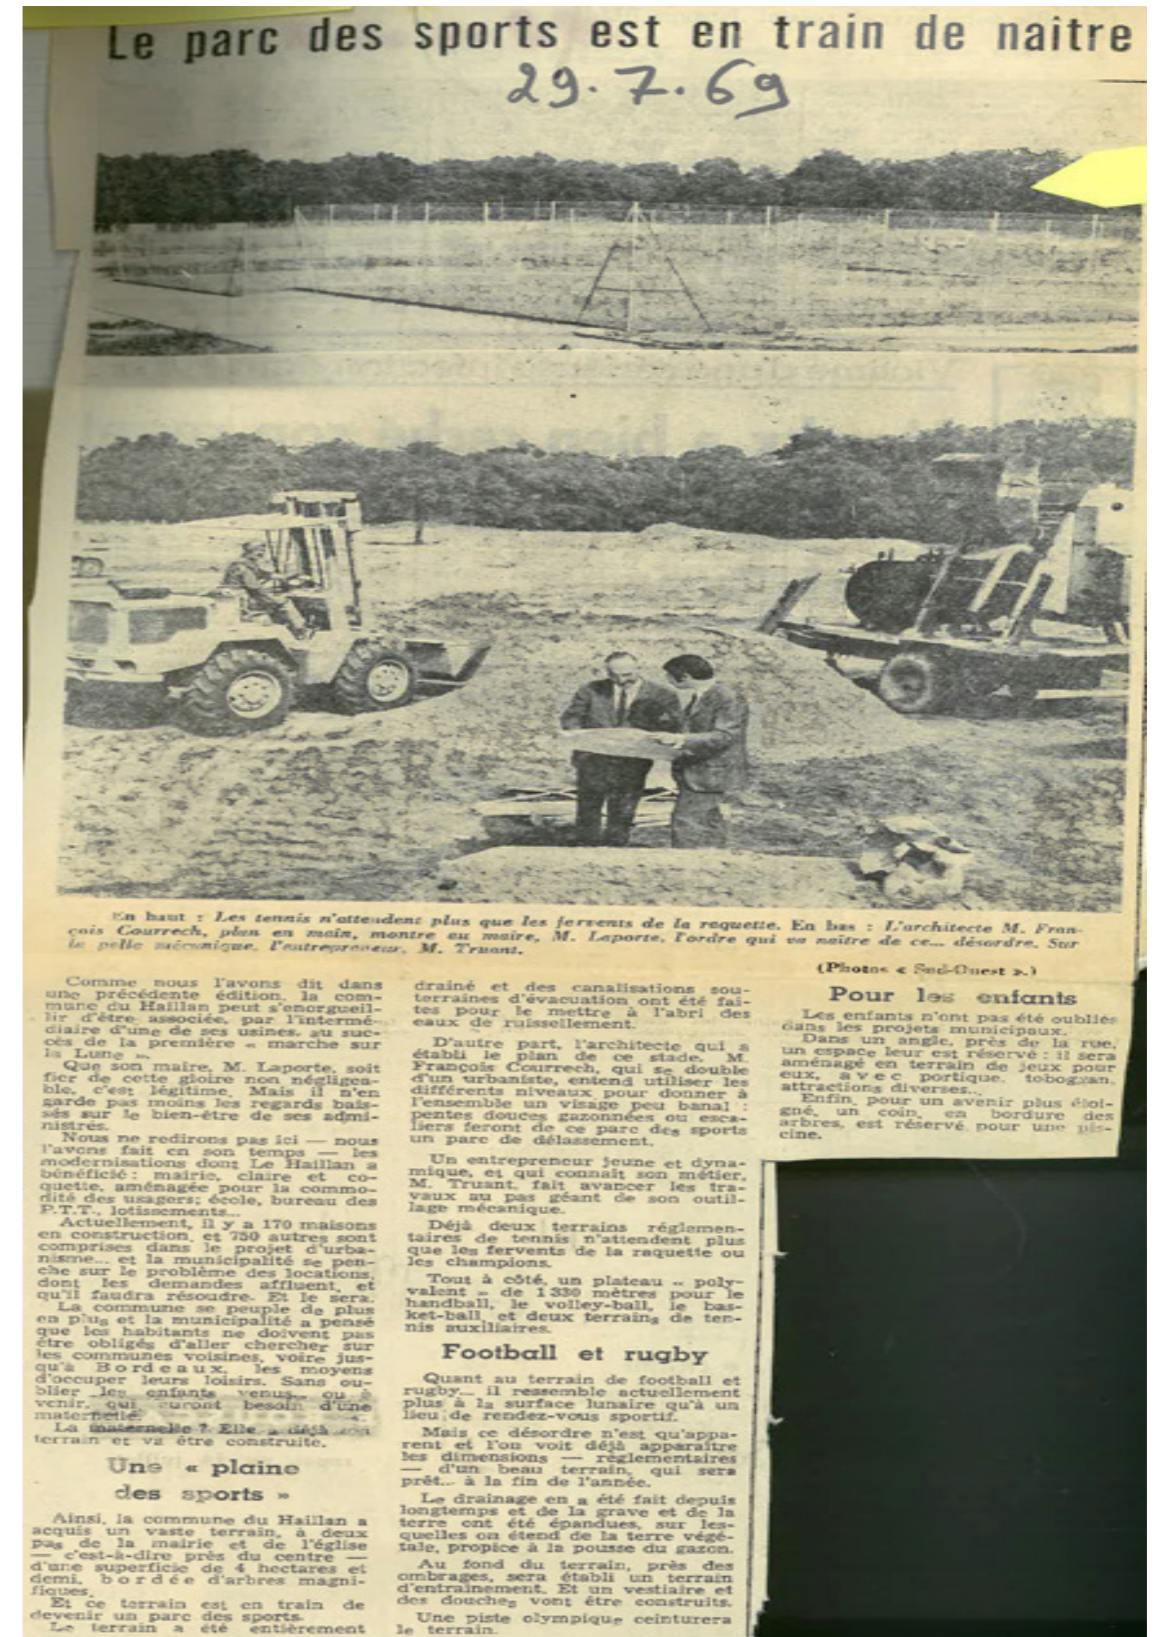 Le parc des sports est en train de naître
29.7.69
En haut : Les tennis n'attendent plus que les fervents de la raquette. En bas : L'architecte M. Fran-
çois Courrech, plan en main, montre au maire, M. Laporte, l'ordre qui va naître de ce... désordre. Sur
la pelle mécanique, l'entrepreneur, M. Truant.
(Photos « Sud-Ouest ».)
Comme nous l'avons dit dans
une précédente édition, la com-
mune du Haillan peut s'enorgueil-
lir d'être associée, par l'intermé-
diaire d'une de ses usines, au suc-
cès de la première « marche sur
la Lune ».
Que son maire, M. Laporte, soit
fier de cette gloire non négligea-
ble, c'est légitime. Mais il n'en
garde pas moins les regards bais-
sés sur le bien-être de ses admi-
nistrés.
Nous ne redirons pas ici — nous
l'avons fait en son temps — les
modernisations dont Le Haillan a
bénéficié : mairie, claire et co-
quette, aménagée pour la commo-
dité des usagers; école, bureau des
P.T.T., lotissements...
Actuellement, il y a 170 maisons
en construction, et 750 autres sont
comprises dans le projet d'urba-
nisme... et la municipalité se pen-
che sur le problème des locations,
dont les demandes affluent, et
qu'il faudra résoudre. Et le sera.
La commune se peuple de plus
en plus et la municipalité a pensé
que les habitants ne doivent pas
être obligés d'aller chercher sur
les communes voisines, voire jus-
qu'à Bordeaux, les moyens
d'occuper leurs loisirs. Sans ou-
blier les enfants venus... ou à
venir, qui auront besoin d'une
maternelle.
La maternelle ? Elle a déjà son
terrain et va être construite.
Une « plaine
des sports »
Ainsi, la commune du Haillan a
acquis un vaste terrain, à deux
pas de la mairie et de l'église
— c'est-à-dire près du centre —
d'une superficie de 4 hectares et
demi, bordée d'arbres magni-
fiques.
Et ce terrain est en train de
devenir un parc des sports.
Le terrain a été entièrement
drainé et des canalisations sou-
terraines d'évacuation ont été fai-
tes pour le mettre à l'abri des
eaux de ruissellement.
D'autre part, l'architecte qui a
établi le plan de ce stade, M.
François Courrech, qui se double
d'un urbaniste, entend utiliser les
différents niveaux pour donner à
l'ensemble un visage peu banal :
pentes douces gazonnées ou esca-
liers feront de ce parc des sports
un parc de délassement.
Un entrepreneur jeune et dyna-
mique, et qui connaît son métier,
M. Truant, fait avancer les tra-
vaux au pas géant de son outil-
lage mécanique.
Déjà deux terrains réglemen-
taires de tennis n'attendent plus
que les fervents de la raquette ou
les champions.
Tout à côté, un plateau « poly-
valent » de 1 330 mètres pour le
handball, le volley-ball, le bas-
ket-ball, et deux terrains de ten-
nis auxiliaires.
Football et rugby
Quant au terrain de football et
rugby... il ressemble actuellement
plus à la surface lunaire qu'à un
lieu de rendez-vous sportif.
Mais ce désordre n'est qu'appa-
rent et l'on voit déjà apparaître
les dimensions — réglementaires
— d'un beau terrain, qui sera
prêt... à la fin de l'année.
Le drainage en a été fait depuis
longtemps et de la grave et de la
terre ont été épandues, sur les-
quelles on étend de la terre végé-
tale, propice à la pousse du gazon.
Au fond du terrain, près des
ombrages, sera établi un terrain
d'entraînement. Et un vestiaire et
des douches vont être construits.
Une piste olympique ceinturera
le terrain.
Pour les enfants
Les enfants n'ont pas été oubliés
dans les projets municipaux.
Dans un angle, près de la rue,
un espace leur est réservé : il sera
aménagé en terrain de jeux pour
eux, avec portique, tobogzan,
attractions diverses...
Enfin, pour un avenir plus éloi-
gné, un coin, en bordure des
arbres, est réservé pour une pis-
cine.